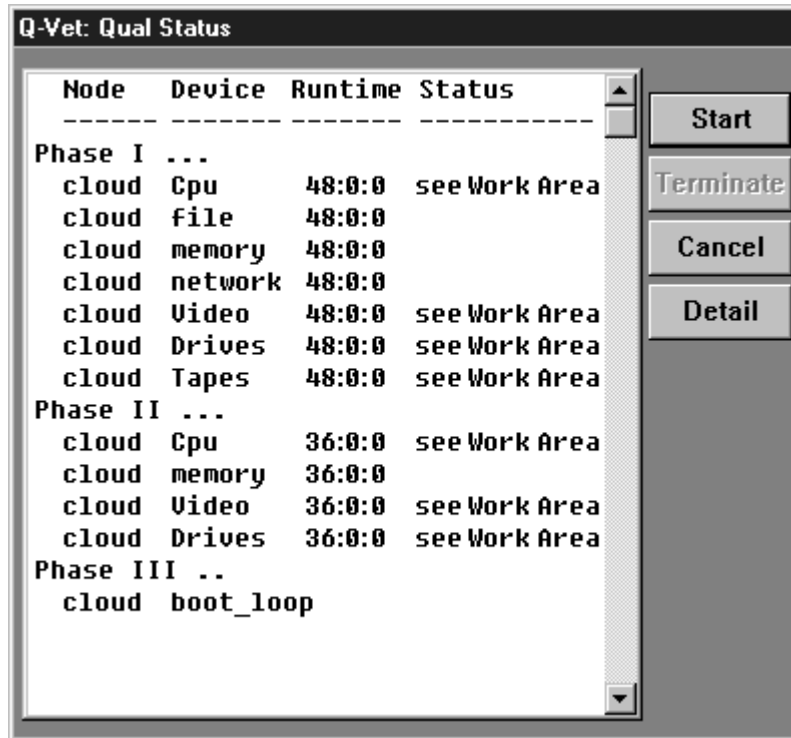 Q-Vet: Qual Status
Node Device Runtime Status
------ ------- ------- -----------
Phase I ...
cloud Cpu 48:0:0 see Work Area
cloud file 48:0:0
cloud memory 48:0:0
cloud network 48:0:0
cloud Video 48:0:0 see Work Area
cloud Drives 48:0:0 see Work Area
cloud Tapes 48:0:0 see Work Area
Phase II ...
cloud Cpu 36:0:0 see Work Area
cloud memory 36:0:0
cloud Video 36:0:0 see Work Area
cloud Drives 36:0:0 see Work Area
Phase III ..
cloud boot_loop
Start
Terminate
Cancel
Detail